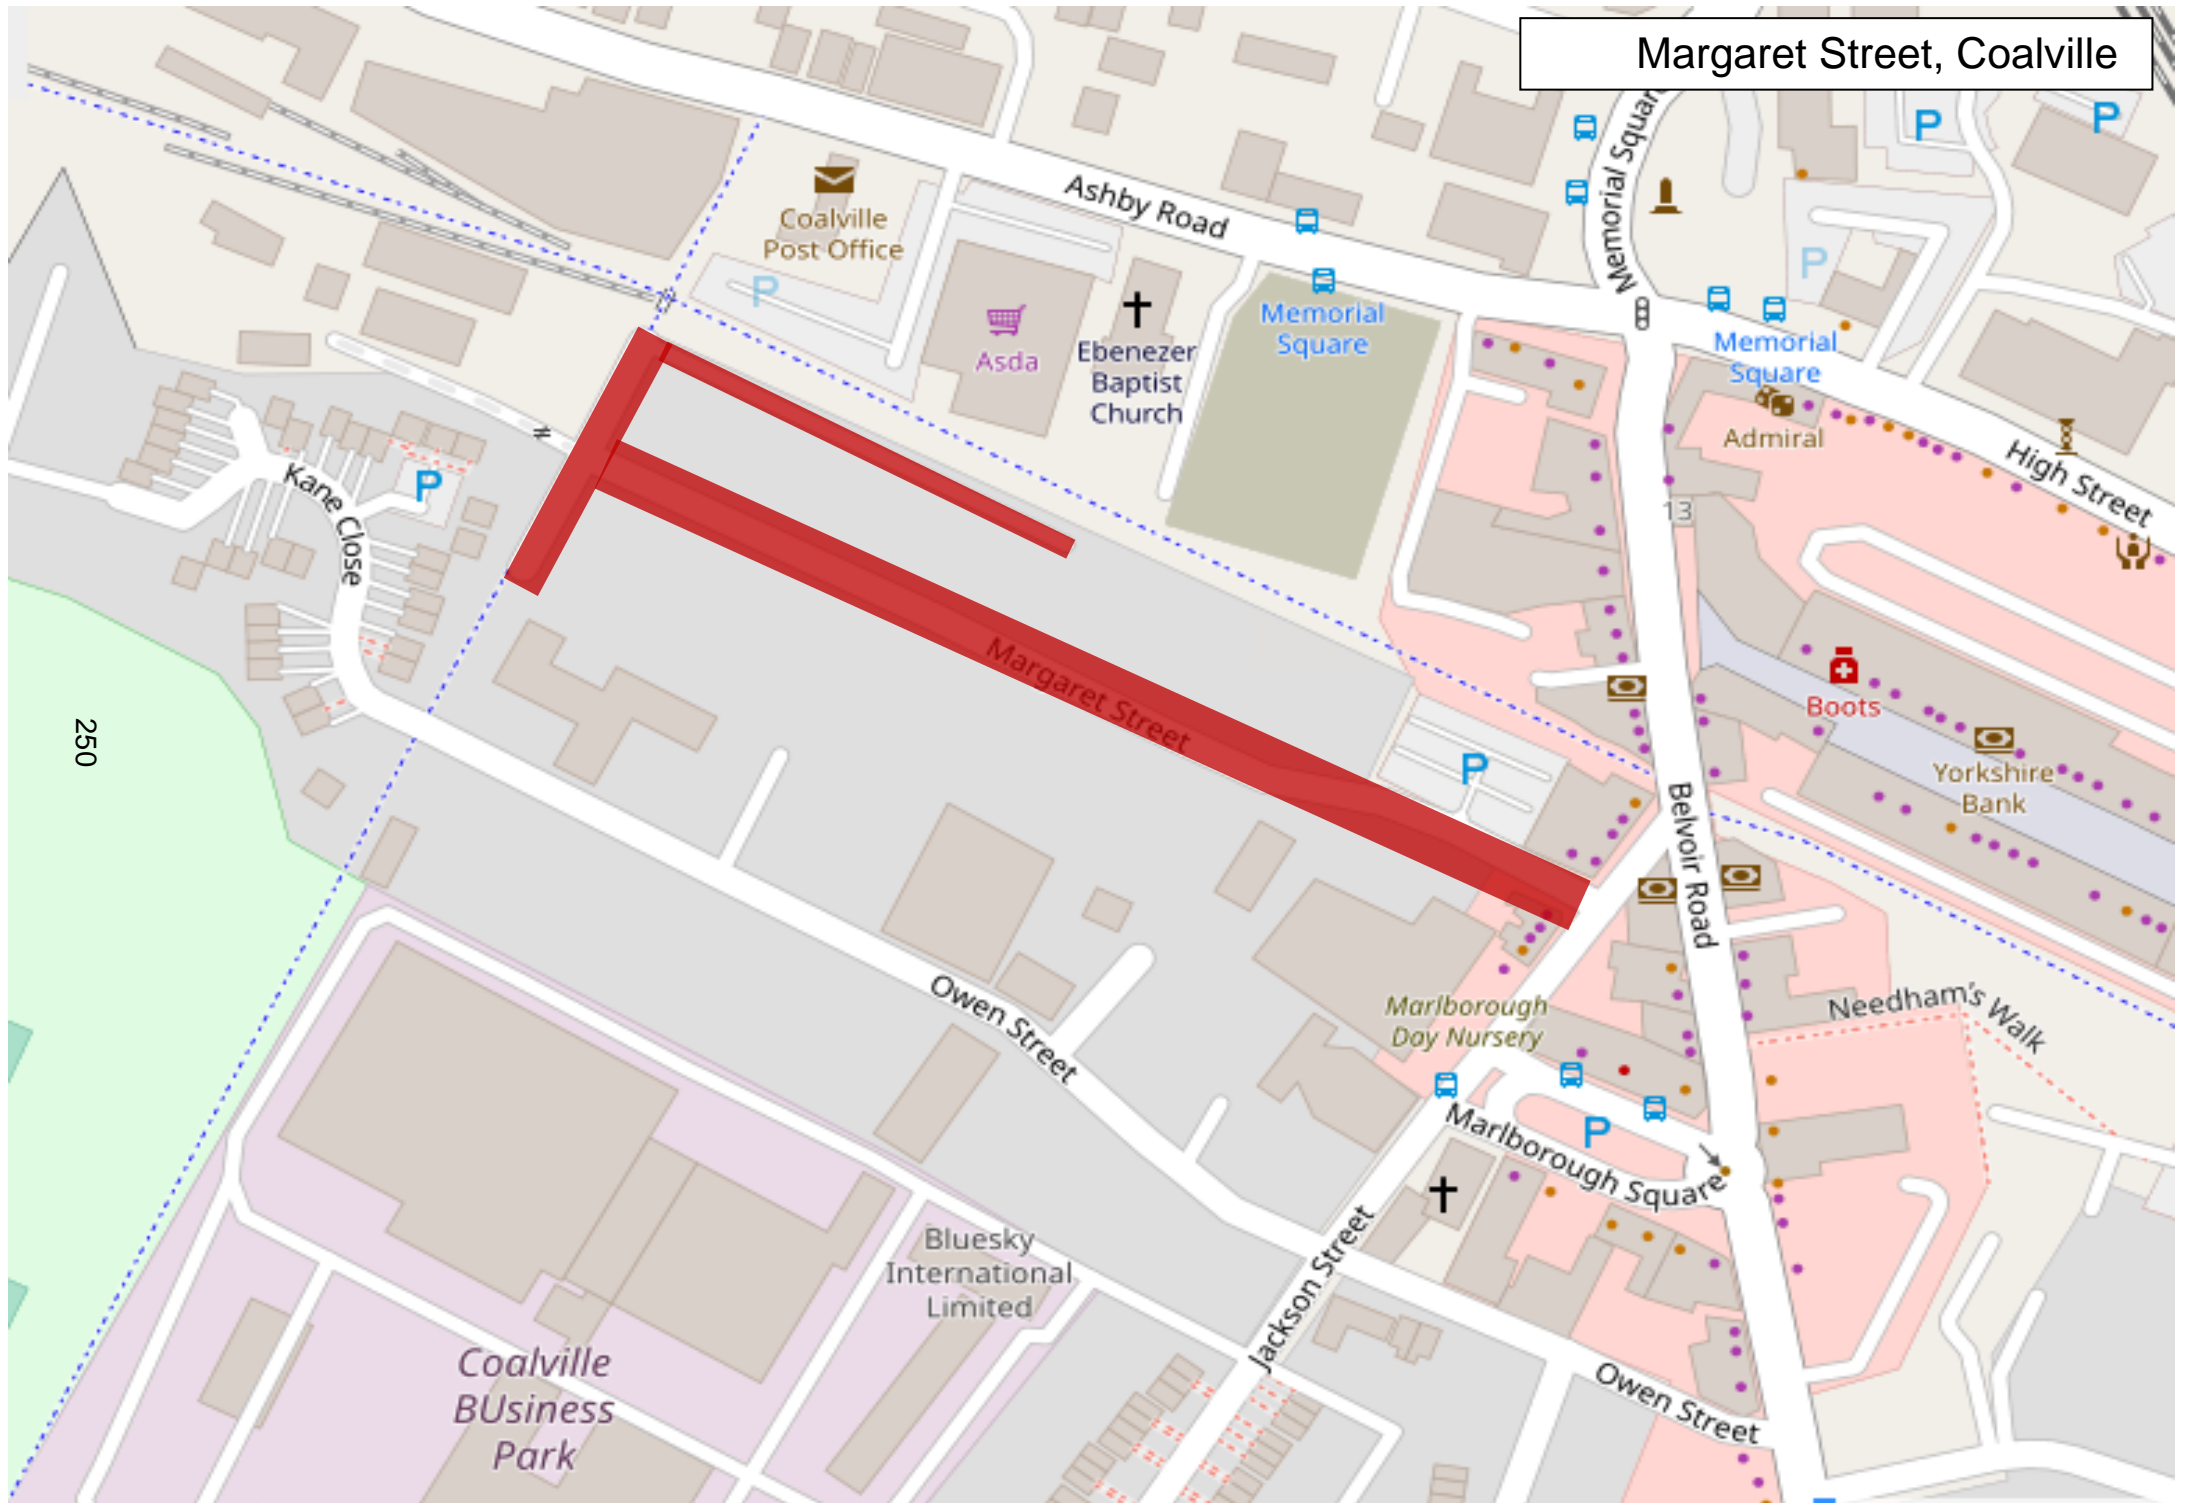 Margaret Street, Coalville
Memorial Square
P
P
Coalville
Post Office
Ashby Road
P
Asda
Ebenezer
Baptist
Church
Memorial
Square
P
Memorial
Square
Admiral
High Street
13
Kane Close
P
Margaret Street
Boots
Yorkshire
Bank
P
Belvoir Road
250
Owen Street
Marlborough
Day Nursery
Needham's Walk
P
Marlborough Square
Jackson Street
Bluesky
International
Limited
Coalville
BUsiness
Park
Owen Street